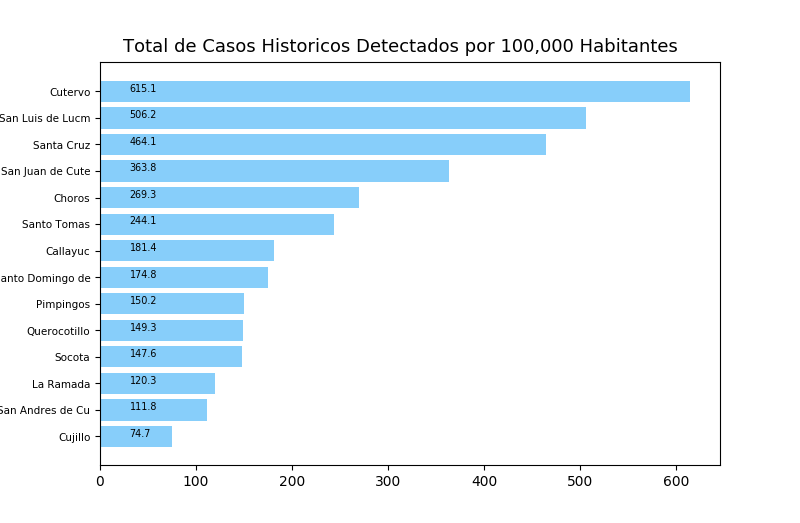 Total de Casos Historicos Detectados por 100,000 Habitantes
Cutervo 615.1
San Luis de Lucm 506.2
Santa Cruz 464.1
San Juan de Cute 363.8
Choros 269.3
Santo Tomas 244.1
Callayuc 181.4
anto Domingo de 174.8
Pimpingos 150.2
Querocotillo 149.3
Socota 147.6
La Ramada 120.3
San Andres de Cu 111.8
Cujillo 74.7
0 100 200 300 400 500 600